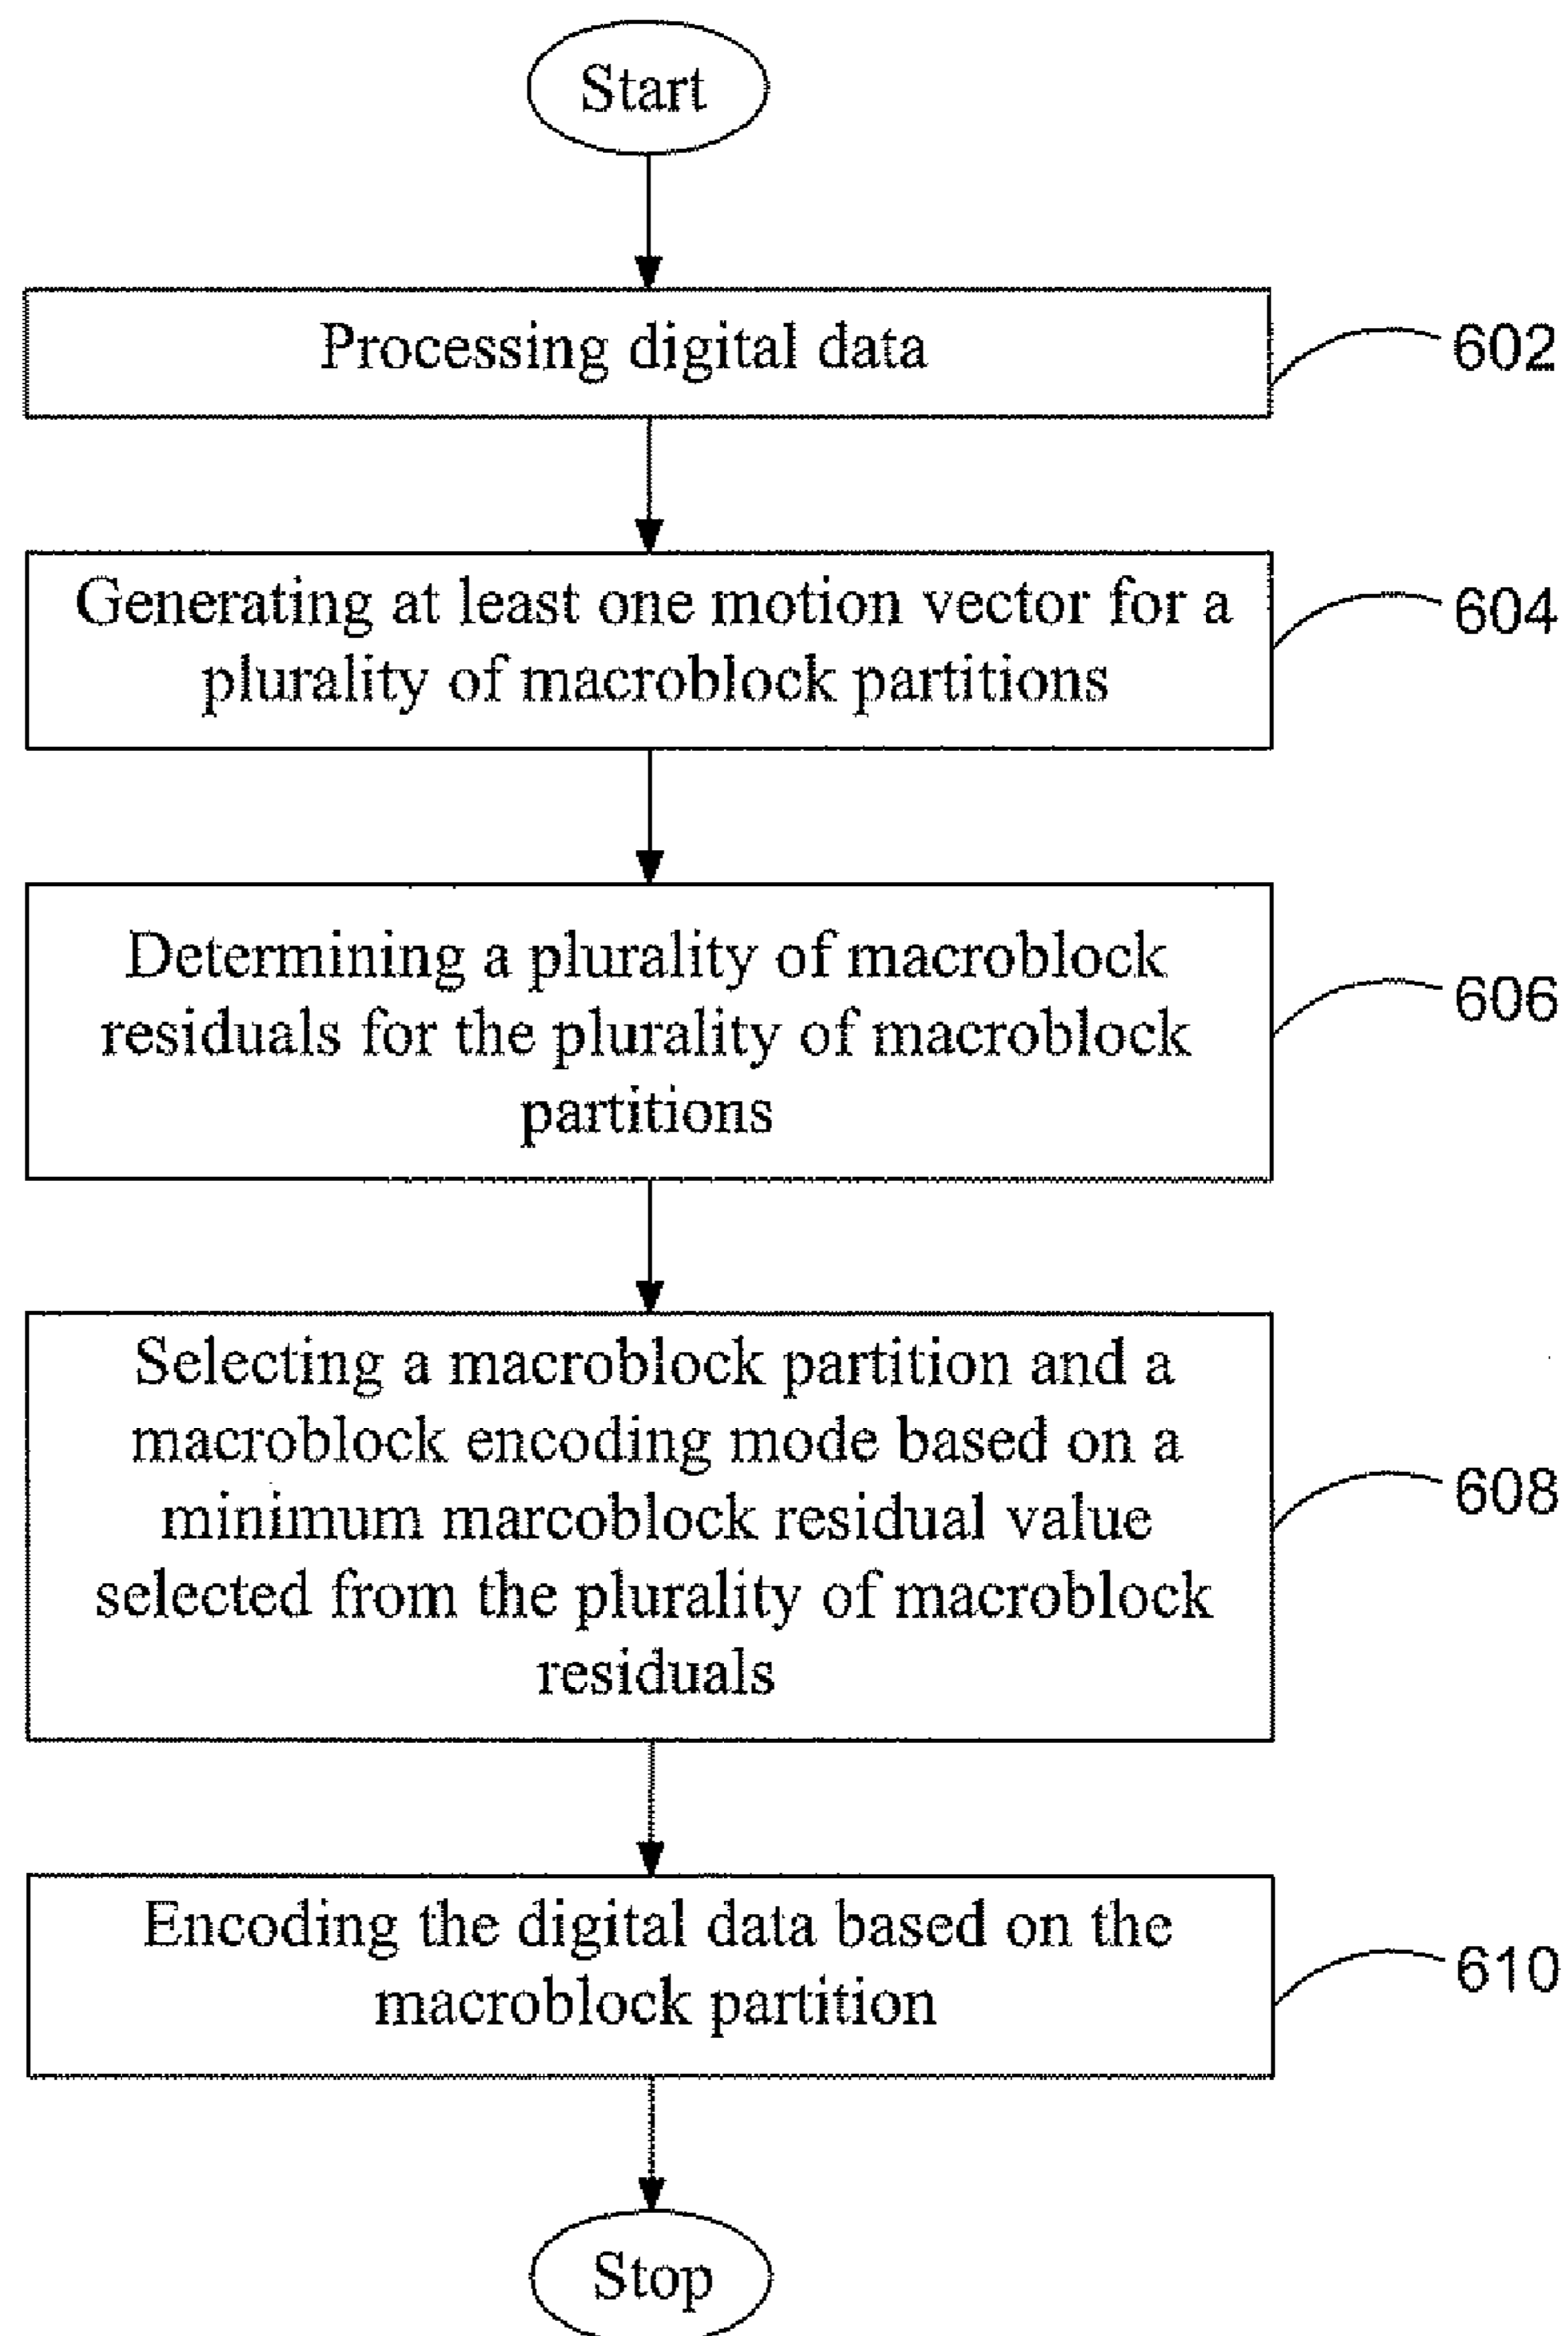 Start
Processing digital data
602
Generating at least one motion vector for a
plurality of macroblock partitions
604
Determining a plurality of macroblock
residuals for the plurality of macroblock
partitions
606
Selecting a macroblock partition and a
macroblock encoding mode based on a
minimum marcoblock residual value
selected from the plurality of macroblock
residuals
608
Encoding the digital data based on the
macroblock partition
610
Stop